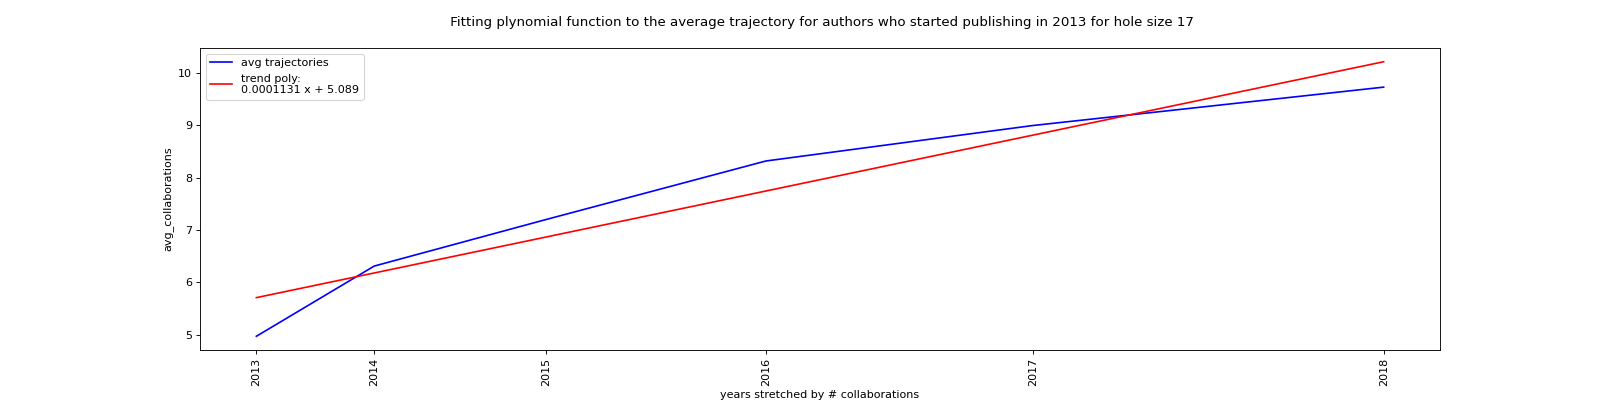 Fitting plynomial function to the average trajectory for authors who started publishing in 2013 for hole size 17
avg trajectories
trend poly:
0.0001131 x + 5.089
10
9
8
7
6
5
avg_collaborations
2013
2014
2015
2016
2017
2018
years stretched by # collaborations